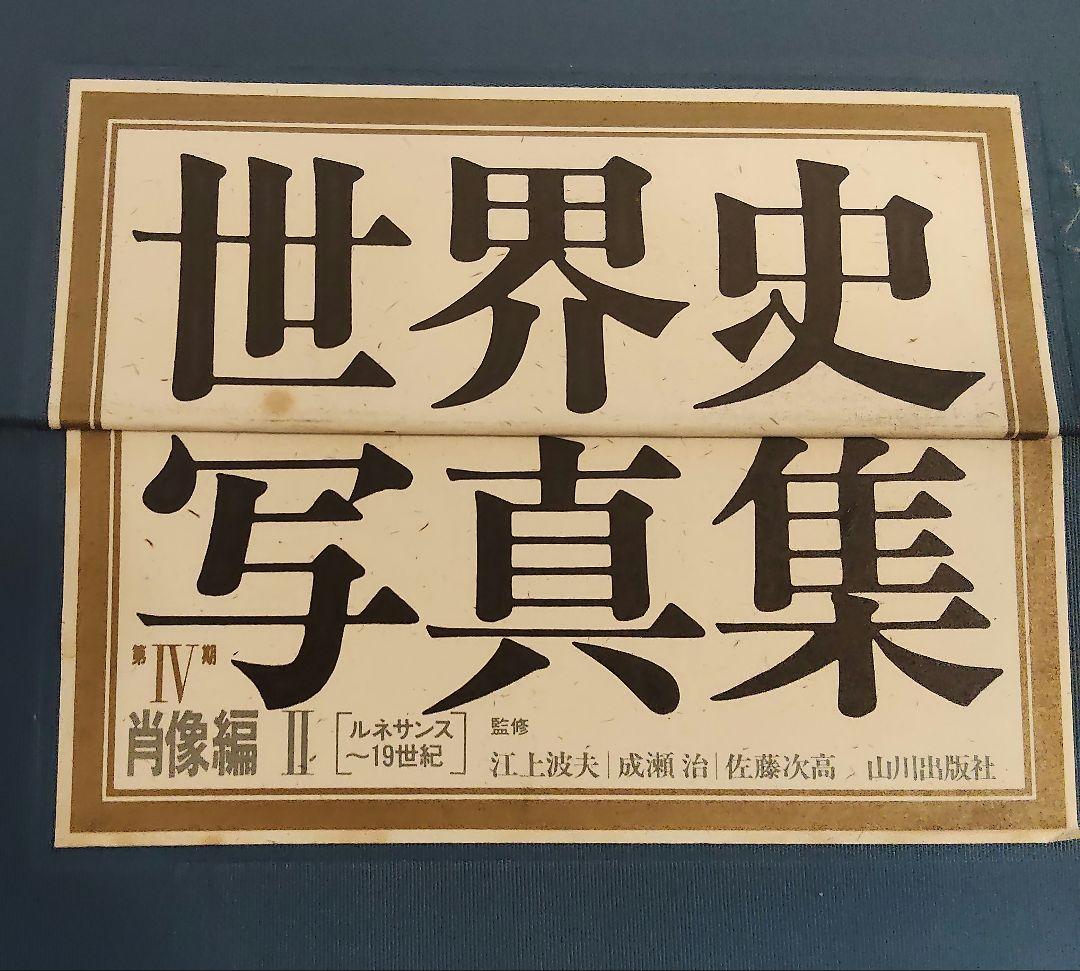 世界史
写真集
第IV期
肖像編 II [ルネサンス
～19世紀]
監修
江上波夫|成瀬 治|佐藤次高 山川出版社